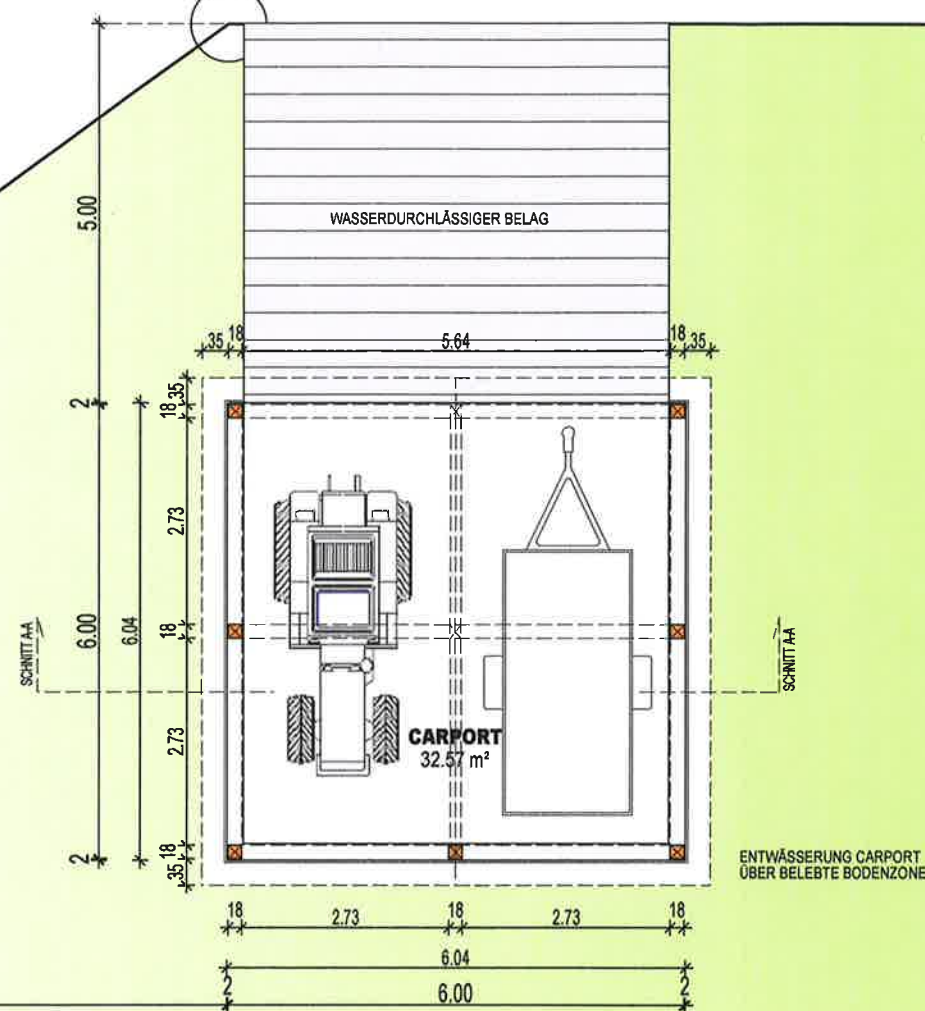 5.00
WASSERDURCHLÄSSIGER BELAG
35 18 5.64 18 35
35
18
2
2.73
18
6.00
6.04
SCHNITT A-A
SCHNITT A-A
2.73
CARPORT
32.57 m²
18
35
2
ENTWÄSSERUNG CARPORT
ÜBER BELEBTE BODENZONE
18 2.73 18 2.73 18
6.04
2 6.00 2